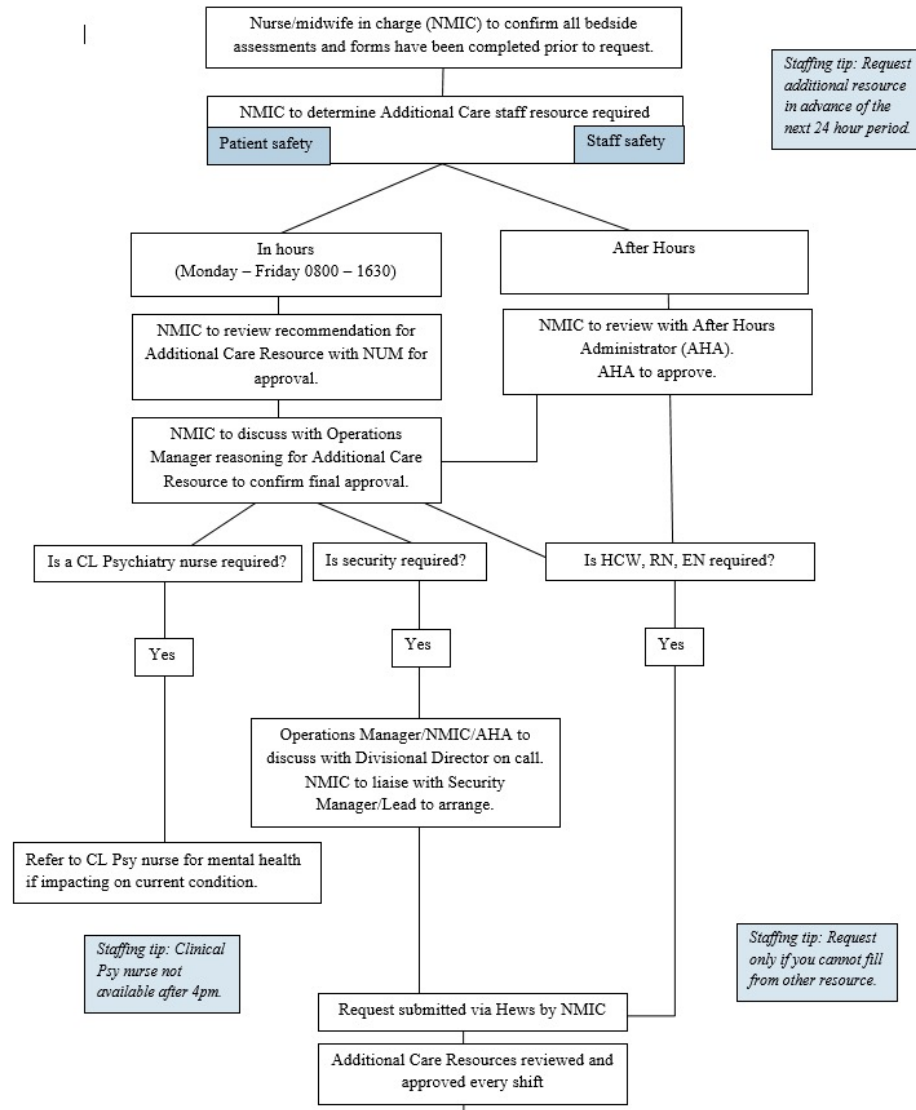 Nurse/midwife in charge (NMIC) to confirm all bedside
assessments and forms have been completed prior to request.
Staffing tip: Request
additional resource
in advance of the
next 24 hour period.
NMIC to determine Additional Care staff resource required
Patient safety
Staff safety
In hours
(Monday – Friday 0800 – 1630)
After Hours
NMIC to review recommendation for
Additional Care Resource with NUM for
approval.
NMIC to review with After Hours
Administrator (AHA).
AHA to approve.
NMIC to discuss with Operations
Manager reasoning for Additional Care
Resource to confirm final approval.
Is a CL Psychiatry nurse required?
Is security required?
Is HCW, RN, EN required?
Yes
Yes
Yes
Operations Manager/NMIC/AHA to
discuss with Divisional Director on call.
NMIC to liaise with Security
Manager/Lead to arrange.
Refer to CL Psy nurse for mental health
if impacting on current condition.
Staffing tip: Clinical
Psy nurse not
available after 4pm.
Staffing tip: Request
only if you cannot fill
from other resource.
Request submitted via Hews by NMIC
Additional Care Resources reviewed and
approved every shift